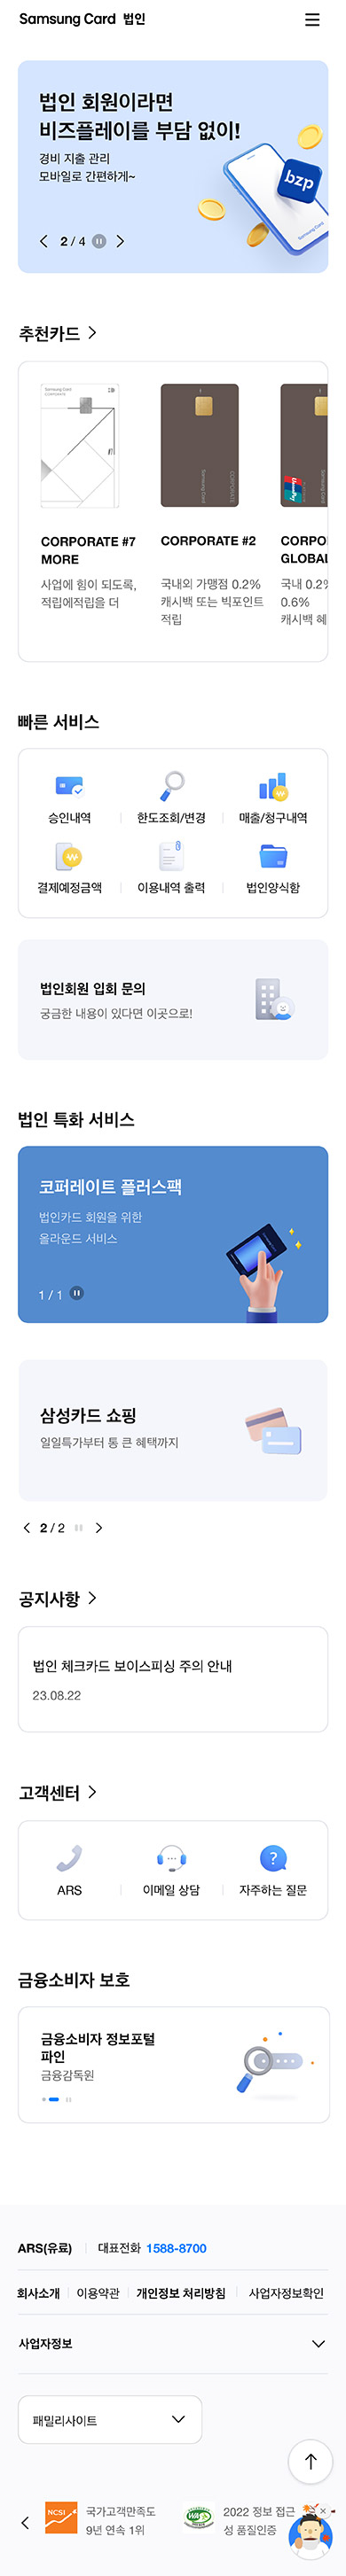 Samsung Card 법인
법인 회원이라면
비즈플레이를 부담 없이!
경비 지출 관리
모바일로 간편하게~
bzp
Samsung Card
2 / 4
추천카드
Samsung Card
CORPORATE
Samsung Card
CORPORATE
CORPORATE #7
MORE
사업에 힘이 되도록,
적립에적립을 더
CORPORATE #2
국내외 가맹점 0.2%
캐시백 또는 빅포인트
적립
CORPO
GLOBAL
국내 0.2%
0.6%
캐시백 혜
빠른 서비스
승인내역
한도조회/변경
매출/청구내역
결제예정금액
이용내역 출력
법인양식함
법인회원 입회 문의
궁금한 내용이 있다면 이곳으로!
법인 특화 서비스
코퍼레이트 플러스팩
법인카드 회원을 위한
올라운드 서비스
1 / 1
삼성카드 쇼핑
일일특가부터 통 큰 혜택까지
2 / 2
공지사항
법인 체크카드 보이스피싱 주의 안내
23.08.22
고객센터
ARS
이메일 상담
자주하는 질문
금융소비자 보호
금융소비자 정보포털
파인
금융감독원
ARS(유료) 대표전화 1588-8700
회사소개 이용약관 개인정보 처리방침 사업자정보확인
사업자정보
패밀리사이트
NCSI
국가고객만족도
9년 연속 1위
WA
2022 정보 접근
성 품질인증